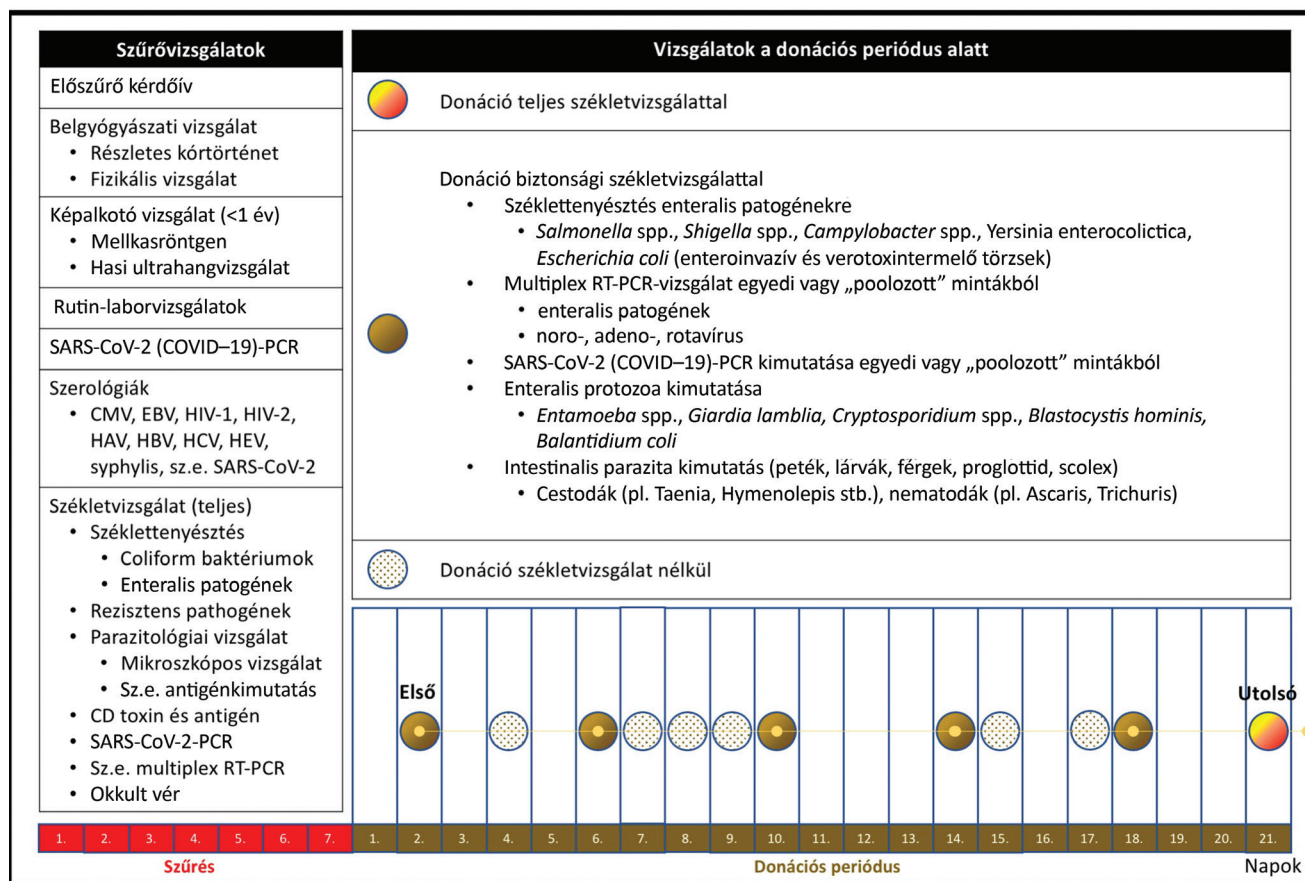 Szűrővizsgálatok
Előszűrő kérdőív
Belgyógyászati vizsgálat
• Részletes kórtörténet
• Fizikális vizsgálat
Képalkotó vizsgálat (<1 év)
• Mellkasröntgen
• Hasi ultrahangvizsgálat
Rutin-laborvizsgálatok
SARS-CoV-2 (COVID–19)-PCR
Szerológiák
• CMV, EBV, HIV-1, HIV-2,
HAV, HBV, HCV, HEV,
syphylis, sz.e. SARS-CoV-2
Székletvizsgálat (teljes)
• Széklettenyésztés
• Coliform baktériumok
• Enteralis patogének
• Rezisztens pathogének
• Parazitológiai vizsgálat
• Mikroszkópos vizsgálat
• Sz.e. antigénkimutatás
• CD toxin és antigén
• SARS-CoV-2-PCR
• Sz.e. multiplex RT-PCR
• Okkult vér
Vizsgálatok a donációs periódus alatt
Donáció teljes székletvizsgálattal
Donáció biztonsági székletvizsgálattal
• Széklettenyésztés enteralis patogénekre
• Salmonella spp., Shigella spp., Campylobacter spp., Yersinia enterocolictica,
Escherichia coli (enteroinvazív és verotoxintermelő törzsek)
• Multiplex RT-PCR-vizsgálat egyedi vagy „poolozott” mintákból
• enteralis patogének
• noro-, adeno-, rotavírus
• SARS-CoV-2 (COVID–19)-PCR kimutatása egyedi vagy „poolozott” mintákból
• Enteralis protozoa kimutatása
• Entamoeba spp., Giardia lamblia, Cryptosporidium spp., Blastocystis hominis,
Balantidium coli
• Intestinalis parazita kimutatás (peték, lárvák, férgek, proglottid, scolex)
• Cestodák (pl. Taenia, Hymenolepis stb.), nematodák (pl. Ascaris, Trichuris)
Donáció székletvizsgálat nélkül
Első
Utolsó
1. 2. 3. 4. 5. 6. 7. 1. 2. 3. 4. 5. 6. 7. 8. 9. 10. 11. 12. 13. 14. 15. 16. 17. 18. 19. 20. 21.
Szűrés
Donációs periódus
Napok